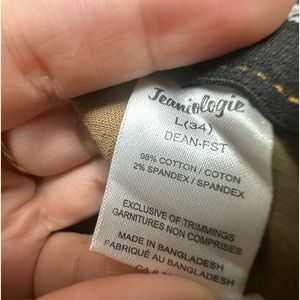 Jeaniologie
L(34)
DEAN-FST
98% COTTON / COTON
2% SPANDEX / SPANDEX
EXCLUSIVE OF TRIMMINGS
GARNITURES NON COMPRISES
MADE IN BANGLADESH
FABRIQUÉ AU BANGLADESH